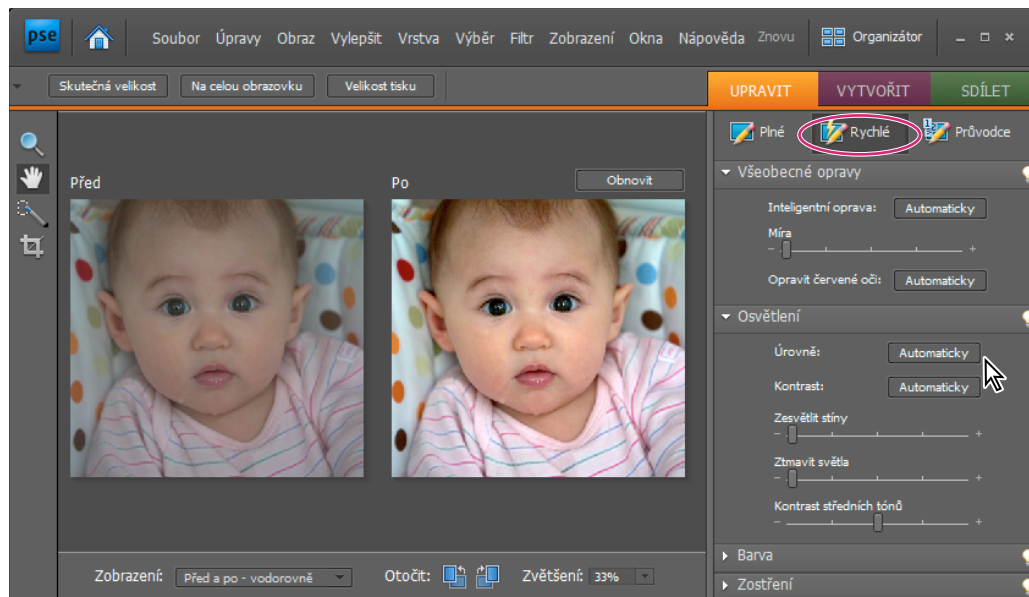 pse Soubor Úpravy Obraz Vylepšit Vrstva Výběr Filtr Zobrazení Okna Nápověda Znovu Organizátor
Skutečná velikost Na celou obrazovku Velikost tisku UPRAVIT VYTVOŘIT SDÍLET
Plné Rychlé Průvodce
Před Po Obnovit
Všeobecné opravy
Inteligentní oprava: Automaticky
Míra
- +
Opravit červené oči: Automaticky
Osvětlení
Úrovně: Automaticky
Kontrast: Automaticky
Zesvětlit stíny
- +
Ztmavit světla
- +
Kontrast středních tónů
- +
Barva
Zostření
Zobrazení: Před a po - vodorovně Otočit: Zvětšení: 33%